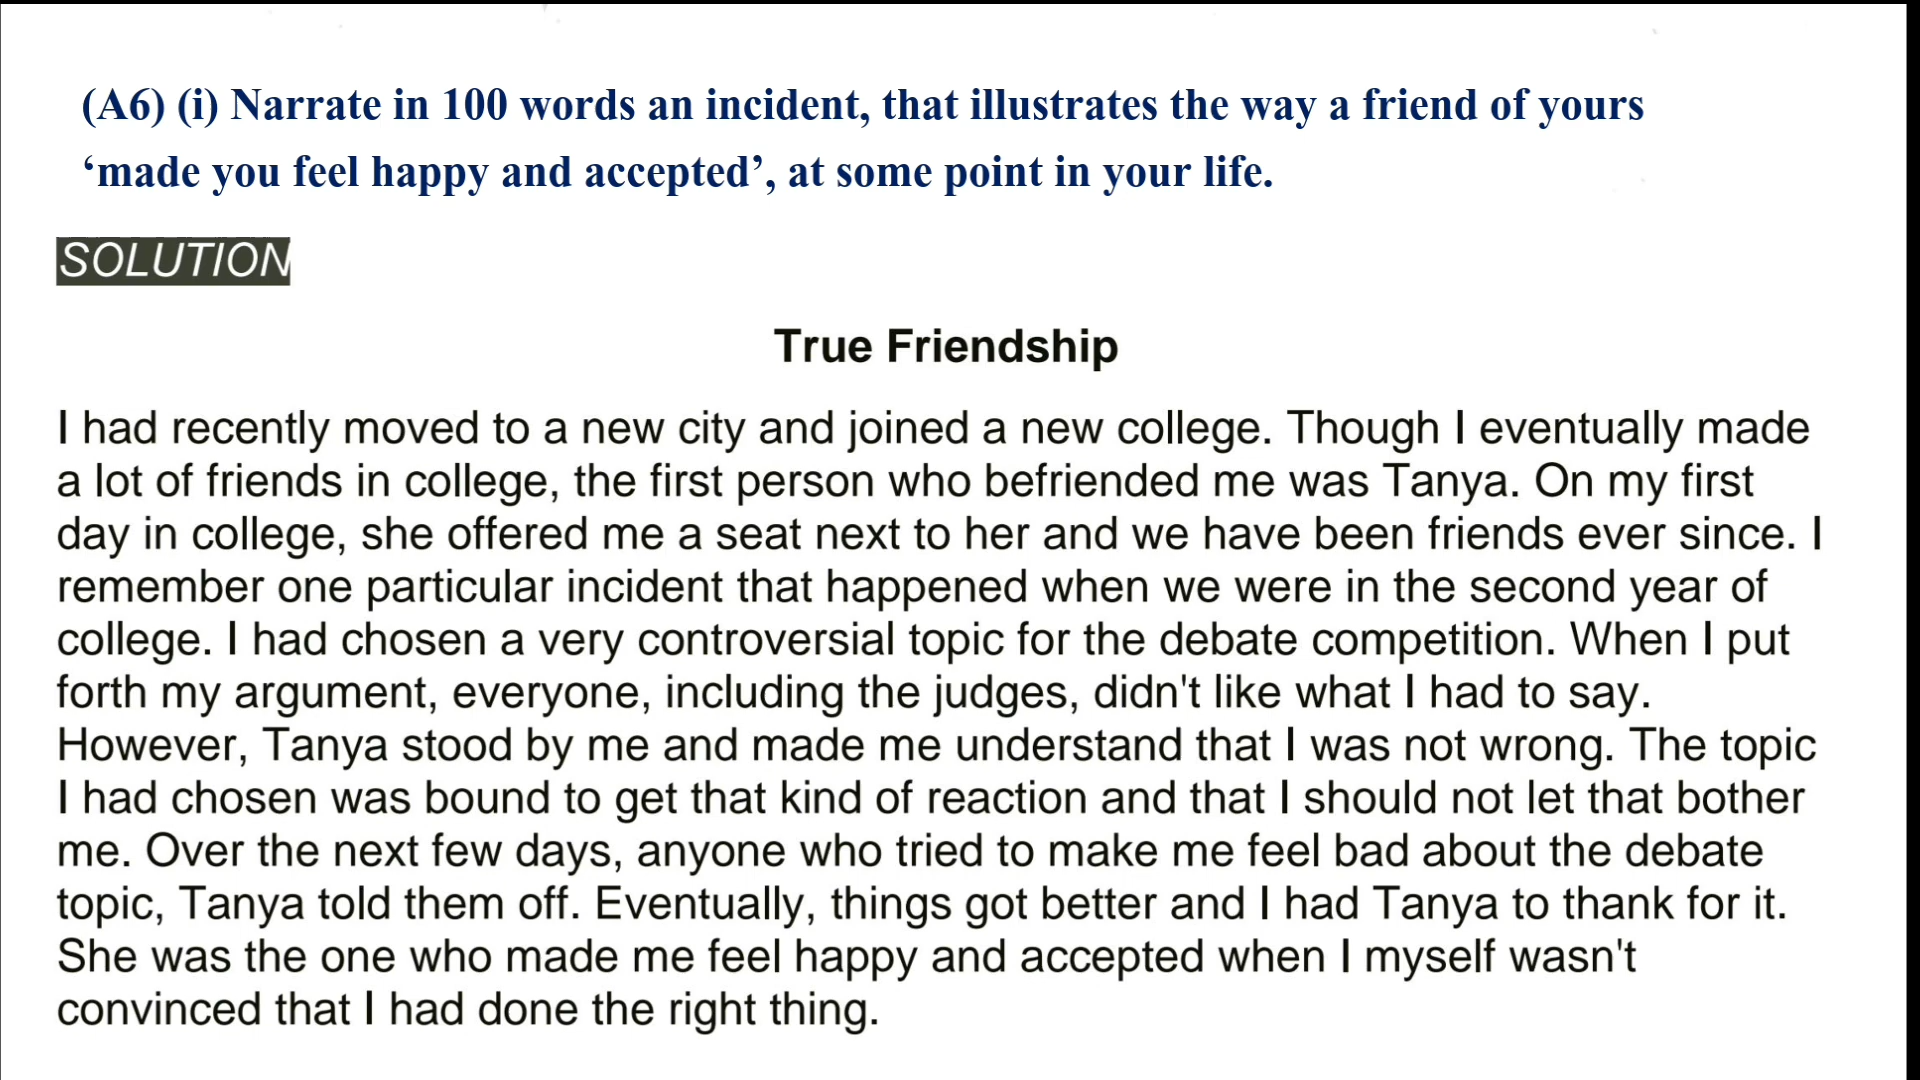 (A6) (i) Narrate in 100 words an incident, that illustrates the way a friend of yours
‘made you feel happy and accepted’, at some point in your life.
SOLUTION
True Friendship
I had recently moved to a new city and joined a new college. Though I eventually made
a lot of friends in college, the first person who befriended me was Tanya. On my first
day in college, she offered me a seat next to her and we have been friends ever since. I
remember one particular incident that happened when we were in the second year of
college. I had chosen a very controversial topic for the debate competition. When I put
forth my argument, everyone, including the judges, didn't like what I had to say.
However, Tanya stood by me and made me understand that I was not wrong. The topic
I had chosen was bound to get that kind of reaction and that I should not let that bother
me. Over the next few days, anyone who tried to make me feel bad about the debate
topic, Tanya told them off. Eventually, things got better and I had Tanya to thank for it.
She was the one who made me feel happy and accepted when I myself wasn't
convinced that I had done the right thing.